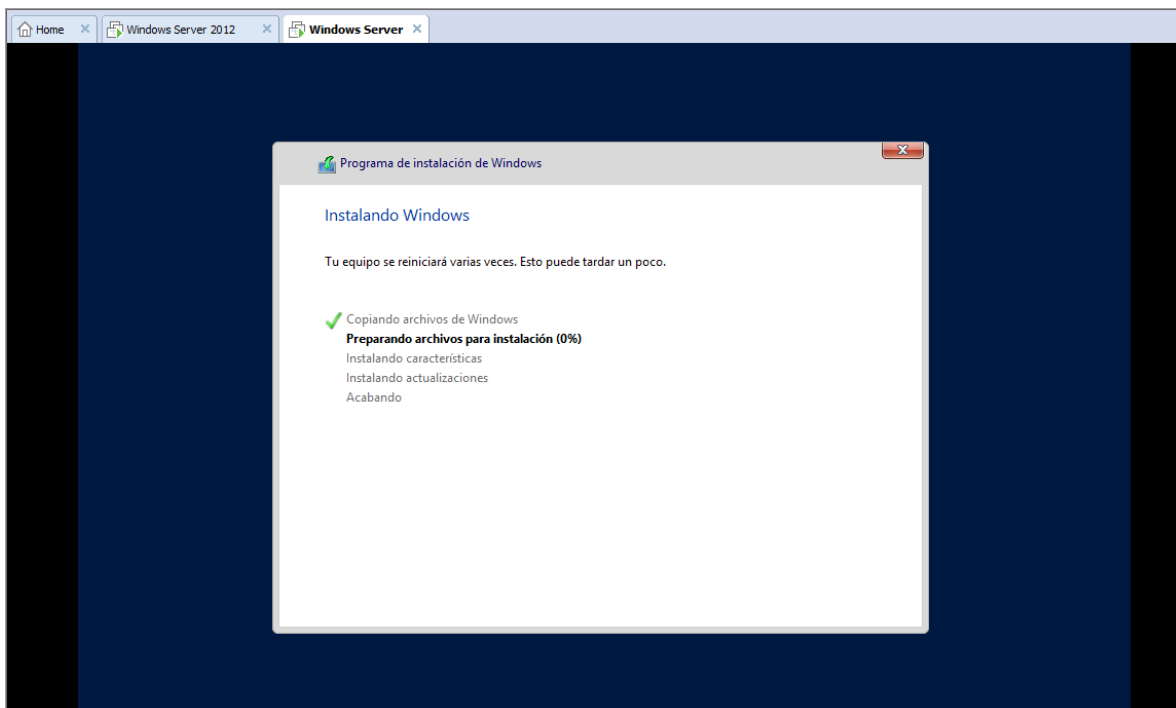 Home Windows Server 2012 Windows Server
Programa de instalación de Windows
Instalando Windows
Tu equipo se reiniciará varias veces. Esto puede tardar un poco.
Copiando archivos de Windows
Preparando archivos para instalación (0%)
Instalando características
Instalando actualizaciones
Acabando